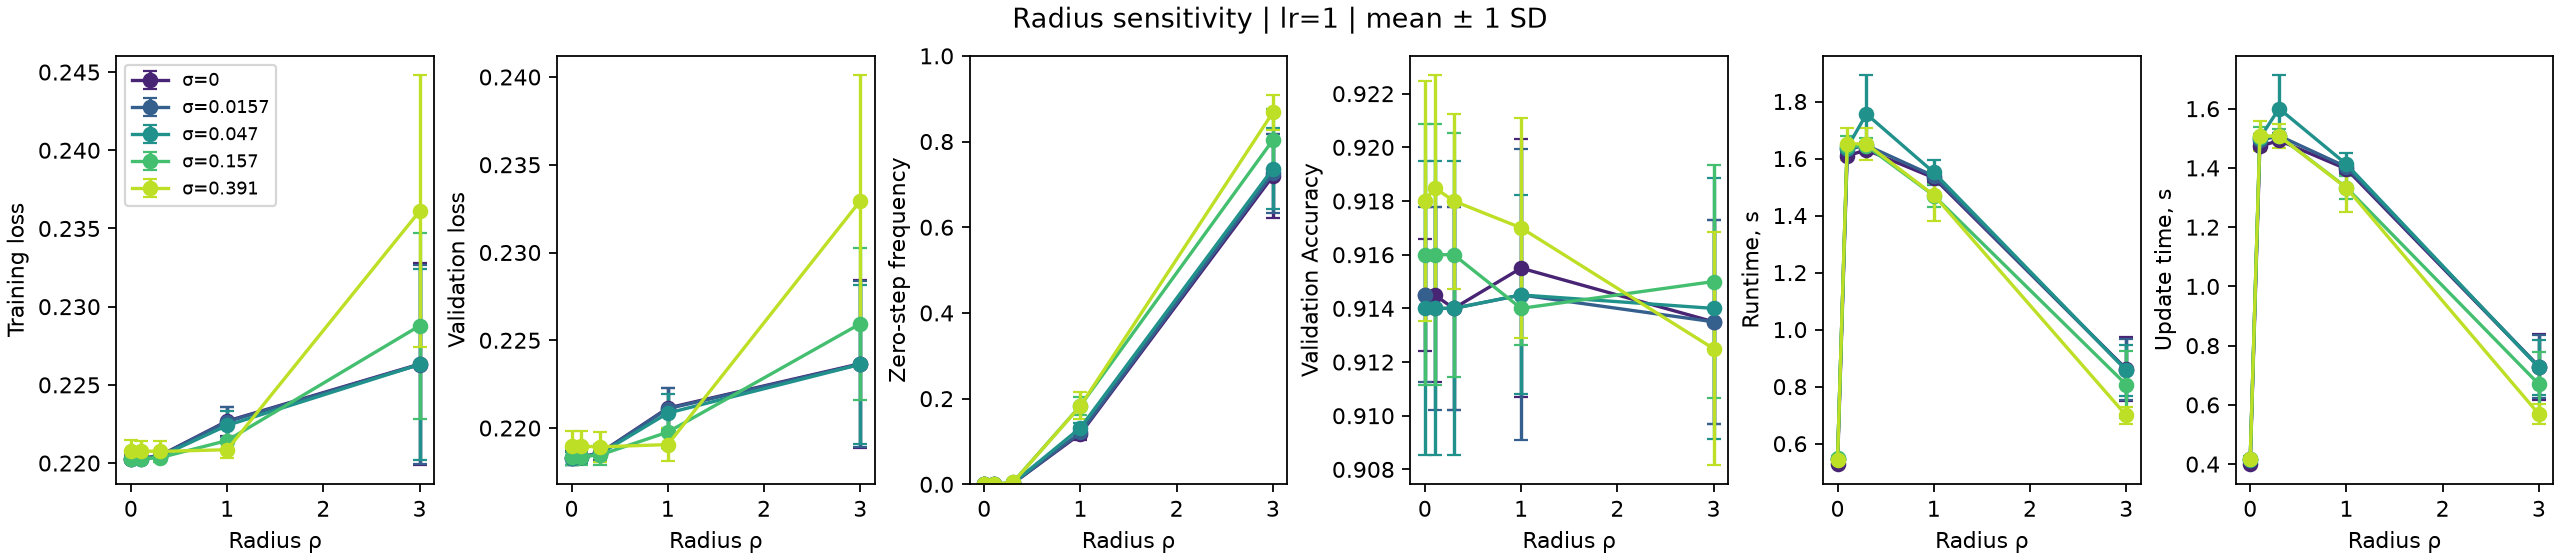 Radius sensitivity | lr=1 | mean ± 1 SD
Training loss
0.245
0.240
0.235
0.230
0.225
0.220
σ=0
σ=0.0157
σ=0.047
σ=0.157
σ=0.391
0 1 2 3
Radius ρ
Validation loss
0.240
0.235
0.230
0.225
0.220
0 1 2 3
Radius ρ
Zero-step frequency
1.0
0.8
0.6
0.4
0.2
0.0
0 1 2 3
Radius ρ
Validation Accuracy
0.922
0.920
0.918
0.916
0.914
0.912
0.910
0.908
0 1 2 3
Radius ρ
Runtime, s
1.8
1.6
1.4
1.2
1.0
0.8
0.6
0 1 2 3
Radius ρ
Update time, s
1.6
1.4
1.2
1.0
0.8
0.6
0.4
0 1 2 3
Radius ρ